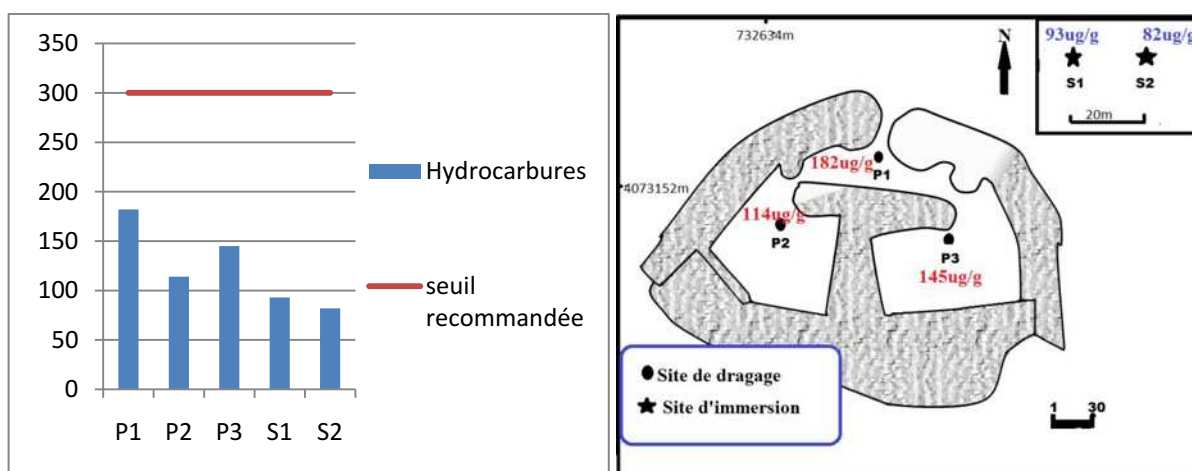 350
300
250
200
150
100
50
0
P1 P2 P3 S1 S2
Hydrocarbures
seuil
recommandée
732634m
4073152m
N
93ug/g 82ug/g
S1 S2
20m
182ug/g
P1
114ug/g
P2
P3
145ug/g
Site de dragage
Site d'immersion
1 30